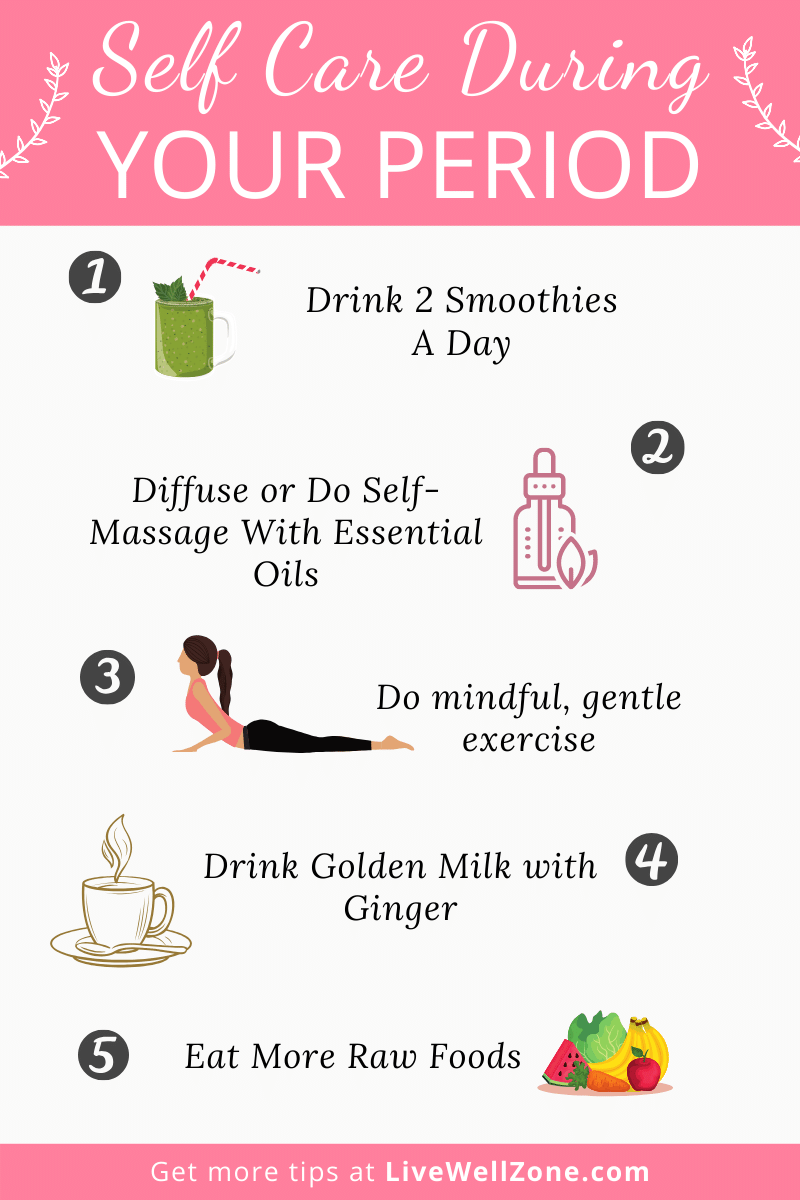 Self Care During
YOUR PERIOD
1
Drink 2 Smoothies
A Day
2
Diffuse or Do Self-
Massage With Essential
Oils
3
Do mindful, gentle
exercise
4
Drink Golden Milk with
Ginger
5
Eat More Raw Foods
Get more tips at LiveWellZone.com